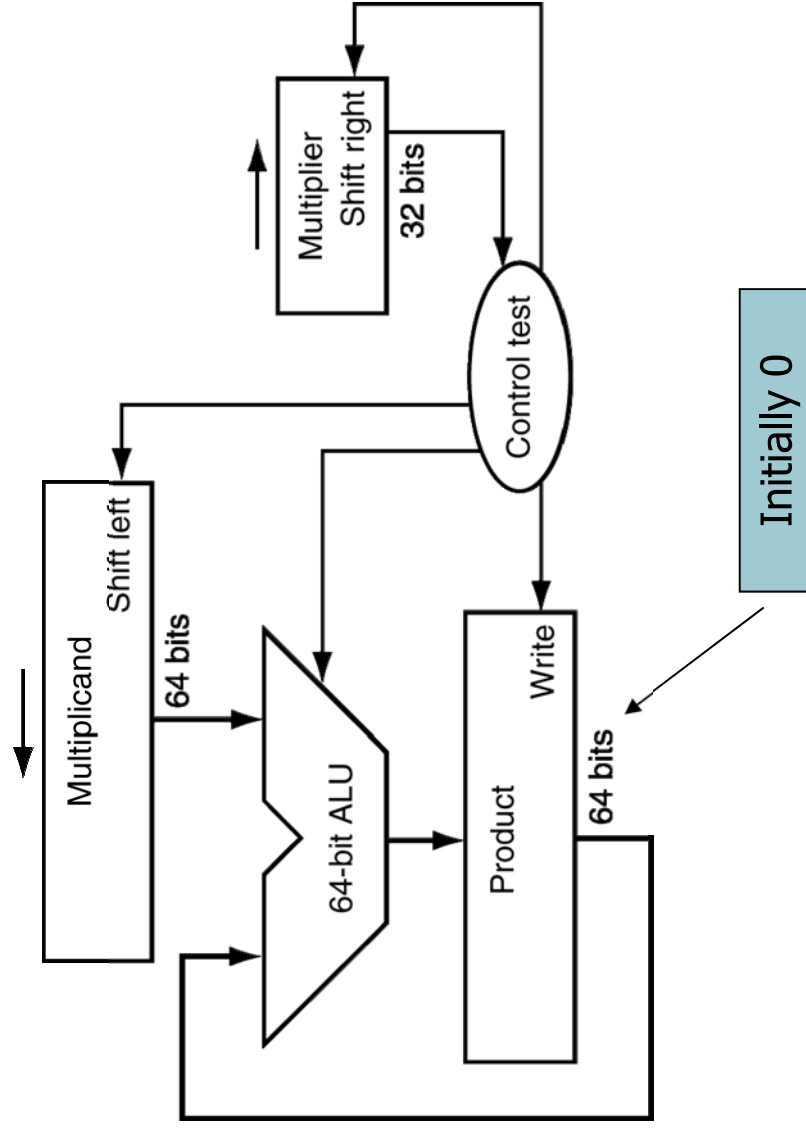 Multiplicand
Shift left
64 bits
Multiplier
Shift right
32 bits
64-bit ALU
Product
Write
64 bits
Control test
Initially 0